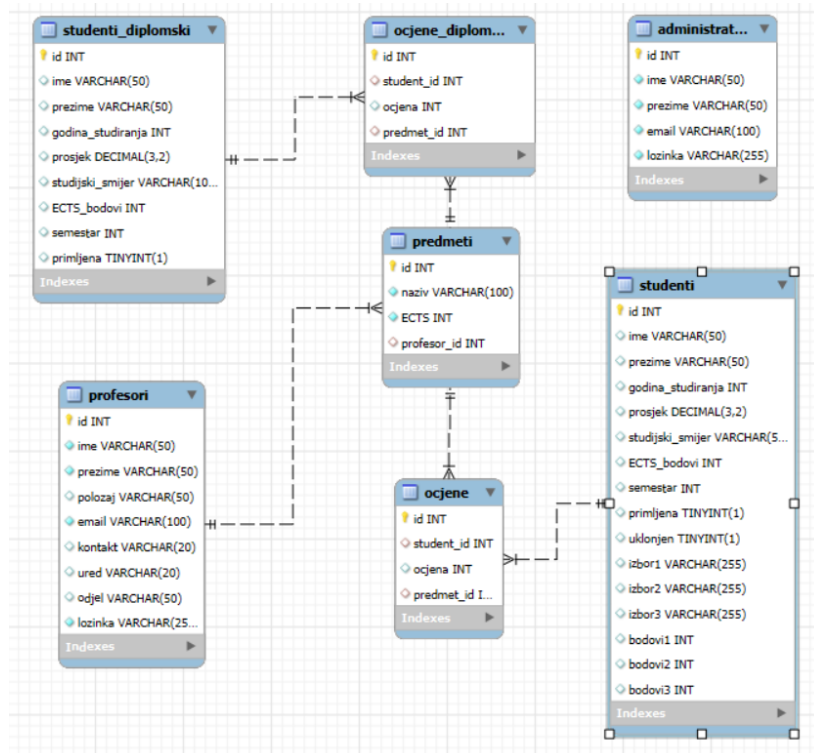 studenti_diplomski
id INT
ime VARCHAR(50)
prezime VARCHAR(50)
godina_studiranja INT
prosjek DECIMAL(3,2)
studijski_smijer VARCHAR(10...
ECTS_bodovi INT
semestar INT
primljena TINYINT(1)
Indexes
ocjene_diplom...
id INT
student_id INT
ocjena INT
predmet_id INT
Indexes
administrat...
id INT
ime VARCHAR(50)
prezime VARCHAR(50)
email VARCHAR(100)
lozinka VARCHAR(255)
Indexes
predmeti
id INT
naziv VARCHAR(100)
ECTS INT
profesor_id INT
Indexes
profesori
id INT
ime VARCHAR(50)
prezime VARCHAR(50)
polozaj VARCHAR(50)
email VARCHAR(100)
kontakt VARCHAR(20)
ured VARCHAR(20)
odjel VARCHAR(50)
lozinka VARCHAR(25...
Indexes
ocjene
id INT
student_id INT
ocjena INT
predmet_id I...
Indexes
studenti
id INT
ime VARCHAR(50)
prezime VARCHAR(50)
godina_studiranja INT
prosjek DECIMAL(3,2)
studijski_smijer VARCHAR(5...
ECTS_bodovi INT
semestar INT
primljena TINYINT(1)
uklonjen TINYINT(1)
izbor1 VARCHAR(255)
izbor2 VARCHAR(255)
izbor3 VARCHAR(255)
bodovi1 INT
bodovi2 INT
bodovi3 INT
Indexes